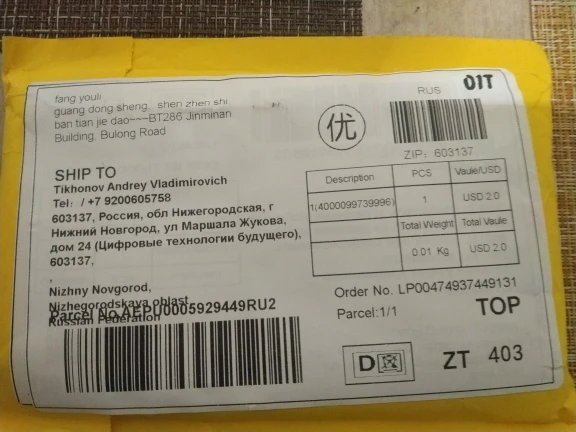 fang youli
guang dong sheng, shen zhen shi
ban tian jie dao---BT286 Jinminan
Building, Bulong Road
优
RUS
01T
ZIP: 603137
SHIP TO
Tikhonov Andrey Vladimirovich
Tel: / +7 9200605758
603137, Россия, обл Нижегородская, г
Нижний Новгород, ул Маршала Жукова,
дом 24 (Цифровые технологии будущего),
603137,
,
Nizhny Novgorod,
Nizhegorodskaya oblast
Russian Federation
Parcel No.AEPU0005929449RU2
Description PCS Vaule/USD
1(4000099739996) 1 USD 2.0
Total Weight Total Vaule
0.01 Kg USD 2.0
Order No. LP00474937449131
Parcel:1/1
TOP
D
ZT 403